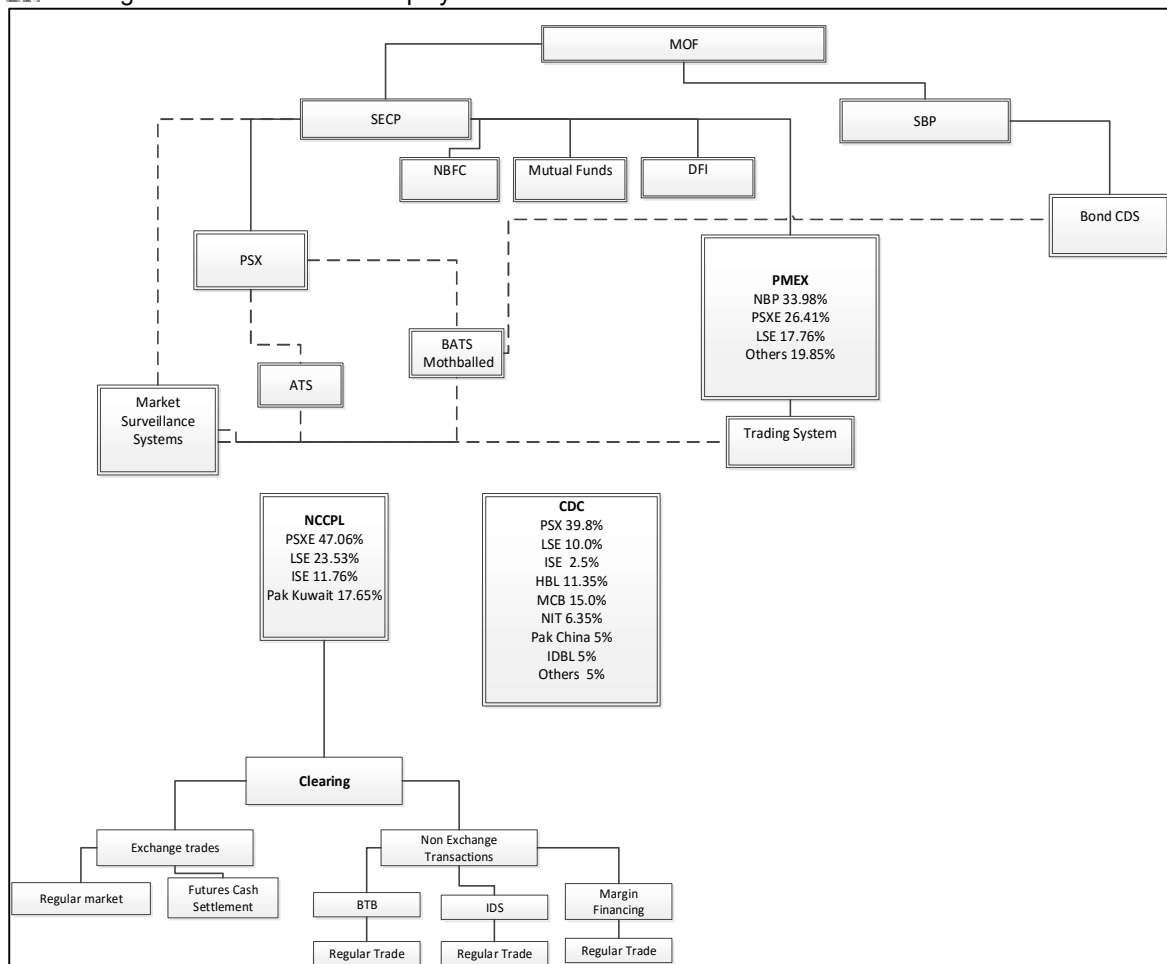 MOF
SECP
SBP
NBFC
Mutual Funds
DFI
Bond CDS
PSX
PMEX
NBP 33.98%
PSXE 26.41%
LSE 17.76%
Others 19.85%
BATS
Mothballed
ATS
Market
Surveillance
Systems
Trading System
NCCPL
PSXE 47.06%
LSE 23.53%
ISE 11.76%
Pak Kuwait 17.65%
CDC
PSX 39.8%
LSE 10.0%
ISE 2.5%
HBL 11.35%
MCB 15.0%
NIT 6.35%
Pak China 5%
IDBL 5%
Others 5%
Clearing
Exchange trades
Non Exchange
Transactions
Regular market
Futures Cash
Settlement
BTB
IDS
Margin
Financing
Regular Trade
Regular Trade
Regular Trade